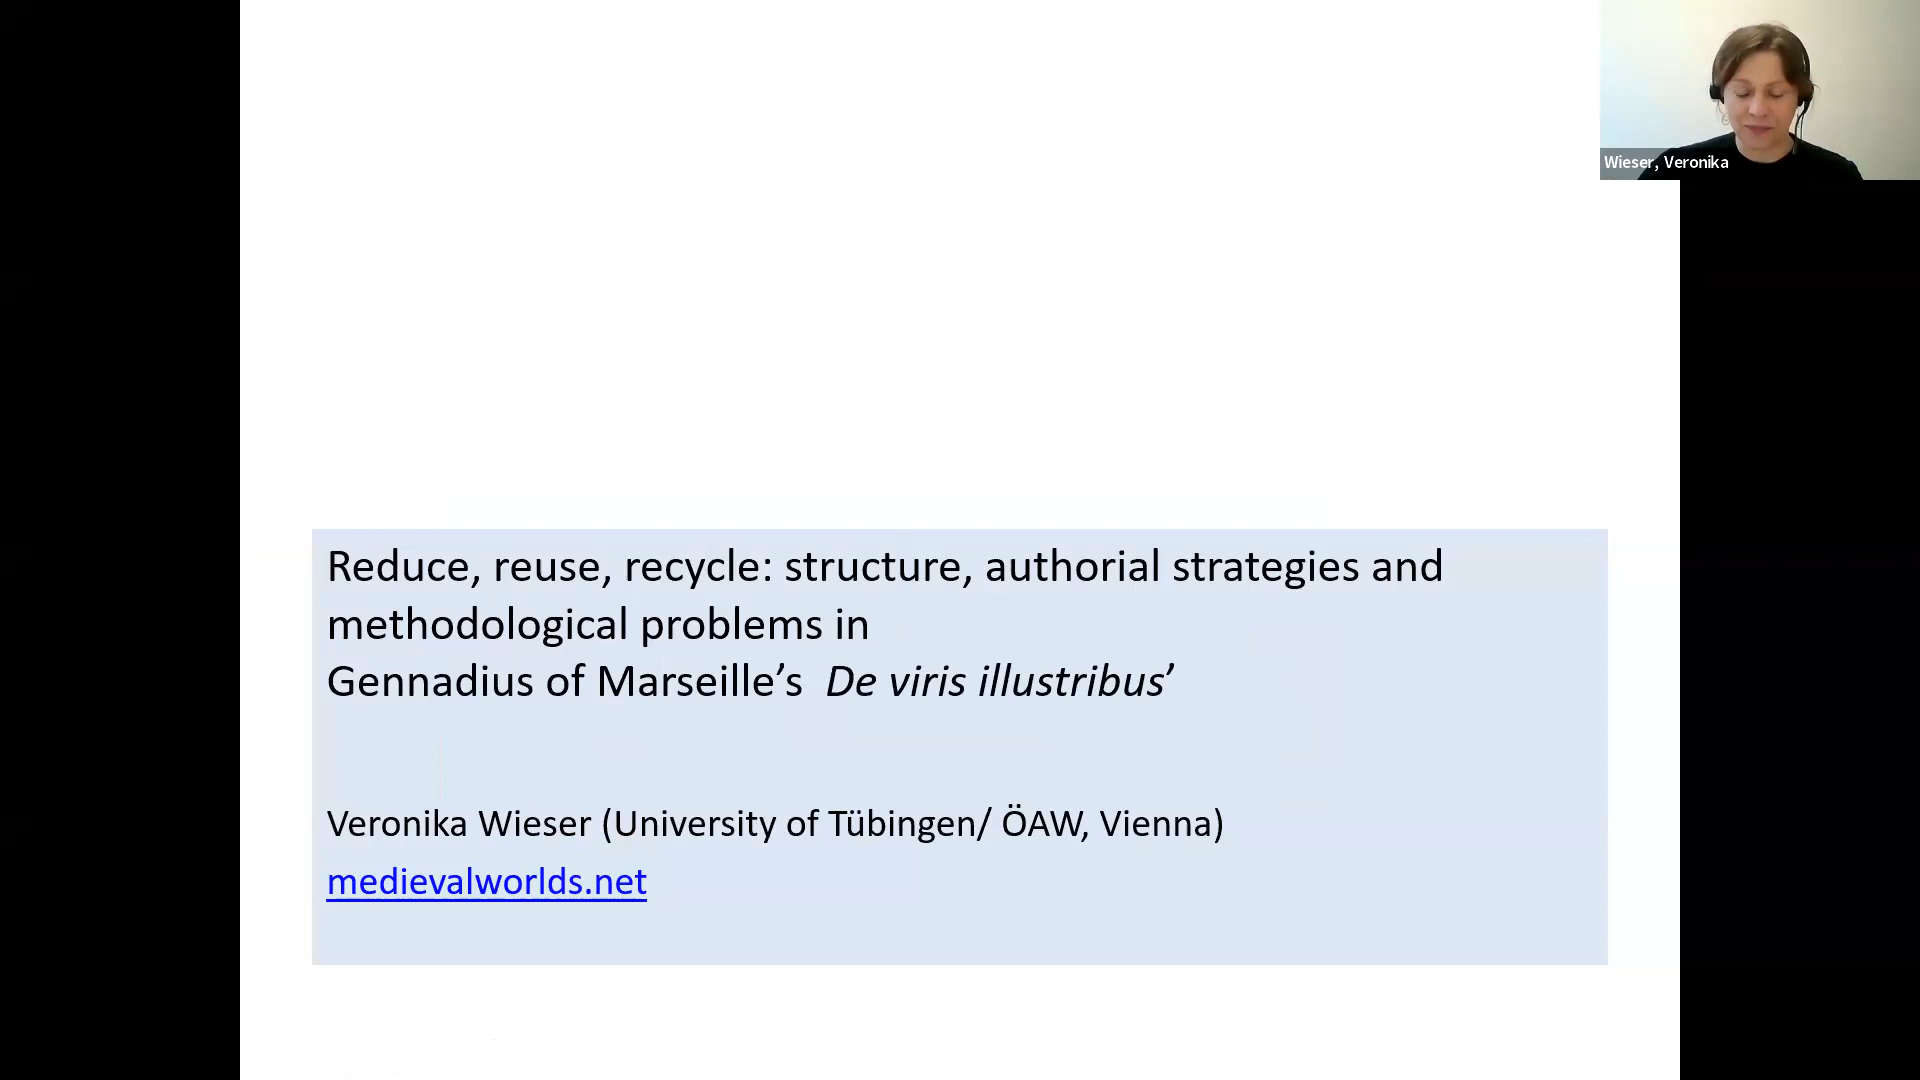 Wieser, Veronika
Reduce, reuse, recycle: structure, authorial strategies and
methodological problems in
Gennadius of Marseille’s  De viris illustribus’
Veronika Wieser (University of Tübingen/ ÖAW, Vienna)
medievalworlds.net